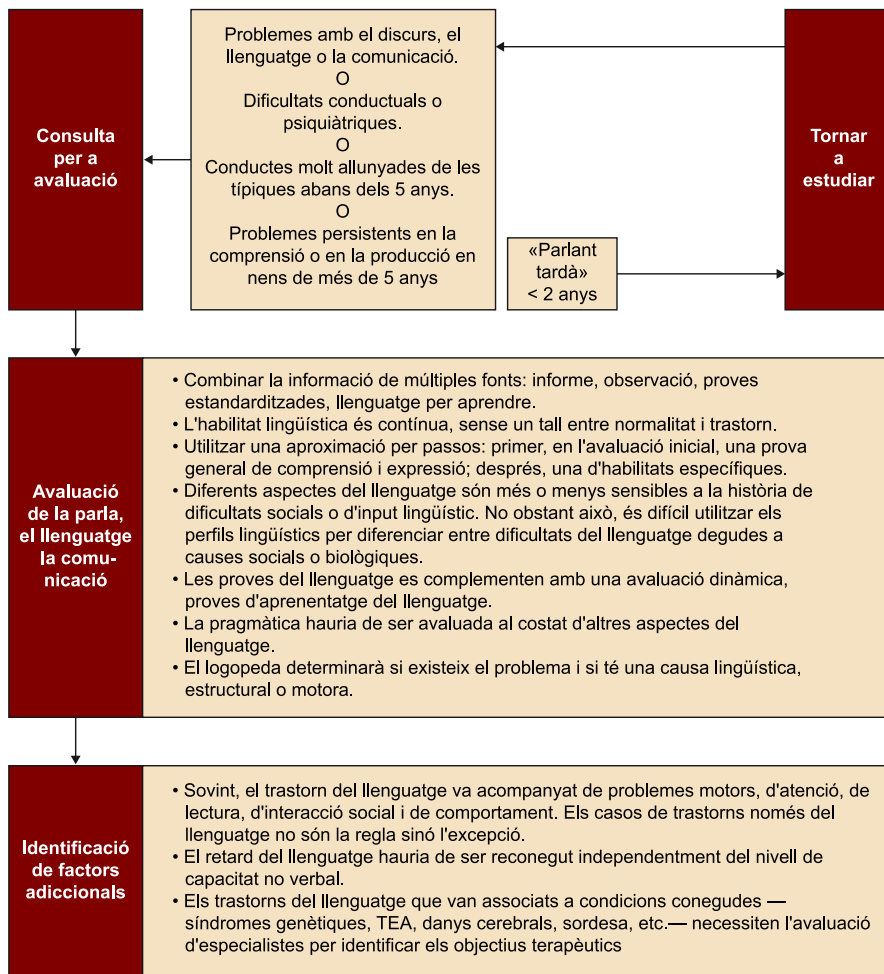 Consulta
per a
avaluació
Problemes amb el discurs, el
llenguatge o la comunicació.
O
Dificultats conductuals o
psiquiàtriques.
O
Conductes molt allunyades de les
típiques abans dels 5 anys.
O
Problemes persistents en la
comprensió o en la producció en
nens de més de 5 anys
«Parlant
tardà»
< 2 anys
Tornar
a
estudiar
Avaluació
de la parla,
el llenguatge
la comu-
nicació
• Combinar la informació de múltiples fonts: informe, observació, proves
estandarditzades, llenguatge per aprendre.
• L'habilitat lingüística és contínua, sense un tall entre normalitat i trastorn.
• Utilitzar una aproximació per passos: primer, en l'avaluació inicial, una prova
general de comprensió i expressió; després, una d'habilitats específiques.
• Diferents aspectes del llenguatge són més o menys sensibles a la història de
dificultats socials o d'input lingüístic. No obstant això, és difícil utilitzar els
perfils lingüístics per diferenciar entre dificultats del llenguatge degudes a
causes socials o biològiques.
• Les proves del llenguatge es complementen amb una avaluació dinàmica,
proves d'aprenentatge del llenguatge.
• La pragmàtica hauria de ser avaluada al costat d'altres aspectes del
llenguatge.
• El logopeda determinarà si existeix el problema i si té una causa lingüística,
estructural o motora.
Identificació
de factors
adiccionals
• Sovint, el trastorn del llenguatge va acompanyat de problemes motors, d'atenció, de
lectura, d'interacció social i de comportament. Els casos de trastorns només del
llenguatge no són la regla sinó l'excepció.
• El retard del llenguatge hauria de ser reconegut independentment del nivell de
capacitat no verbal.
• Els trastorns del llenguatge que van associats a condicions conegudes —
síndromes genètiques, TEA, danys cerebrals, sordesa, etc.— necessiten l'avaluació
d'especialistes per identificar els objectius terapèutics